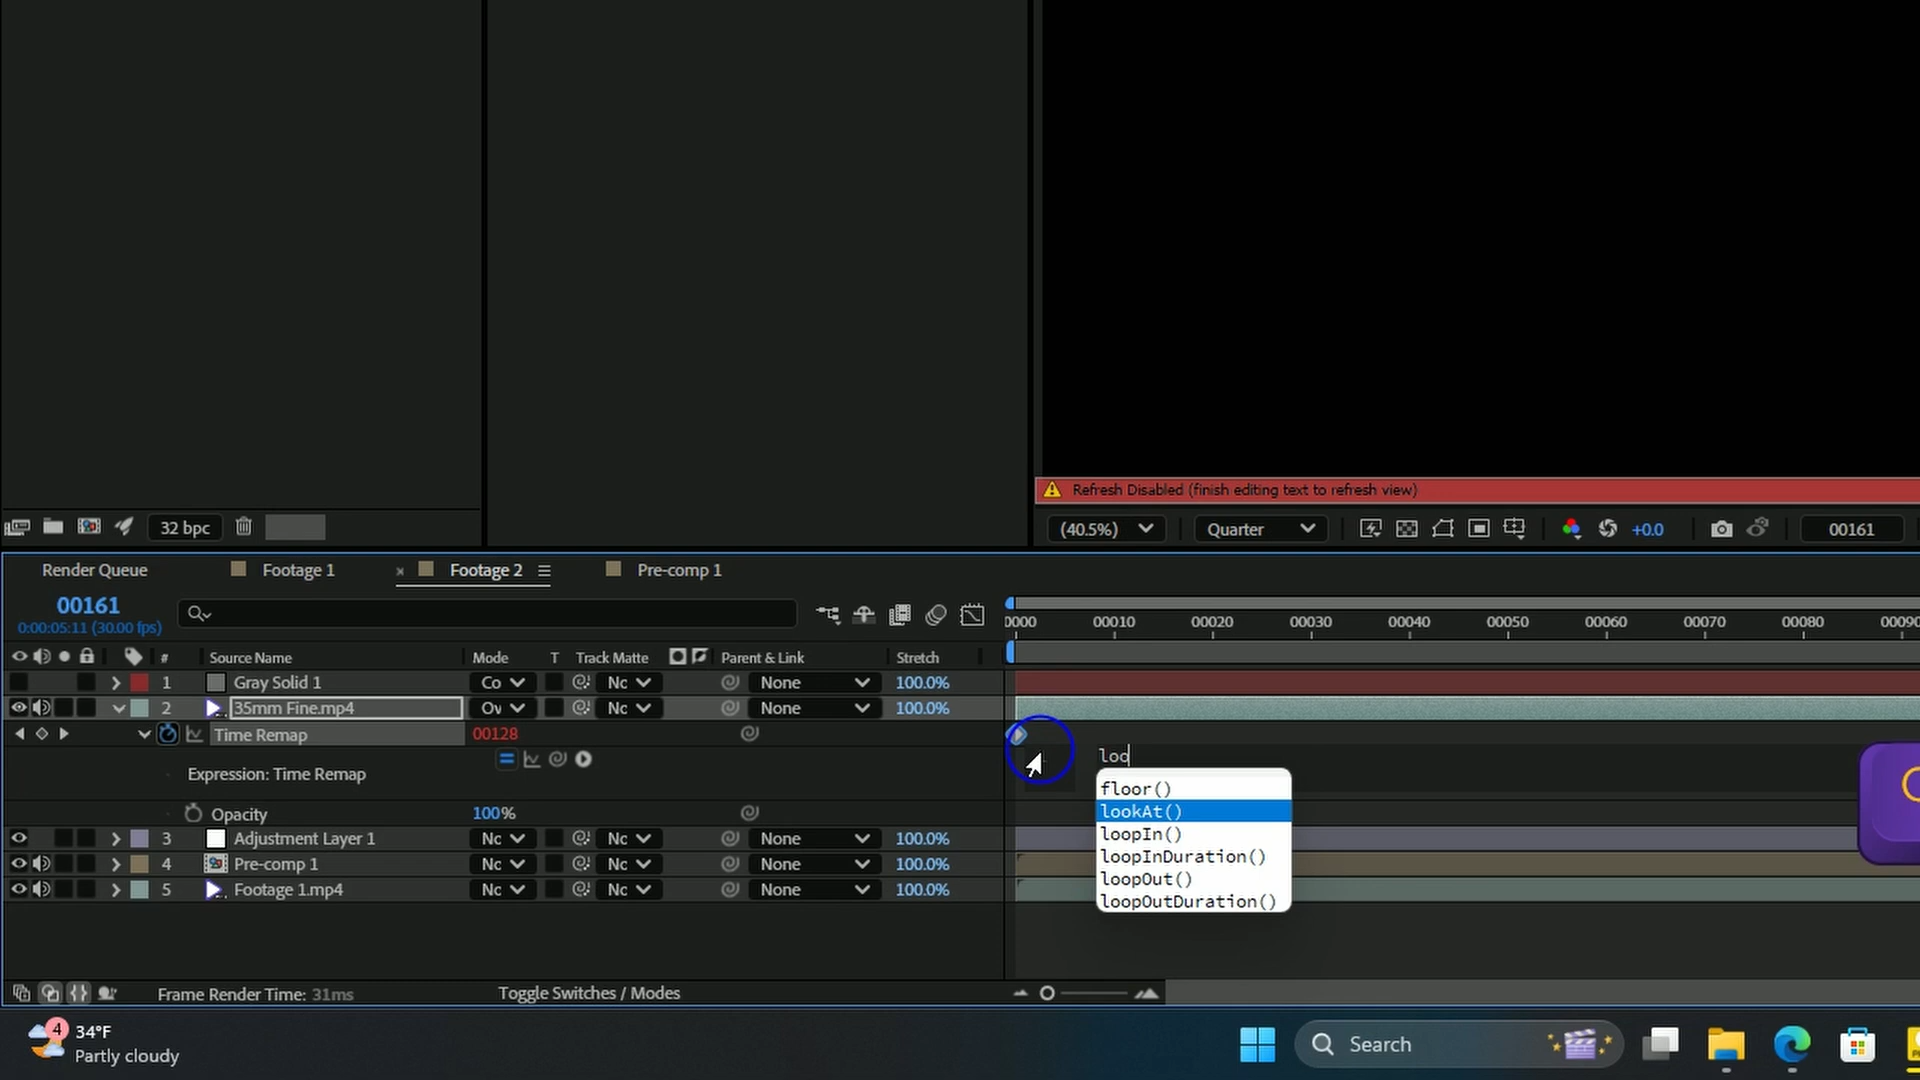 Refresh Disabled (finish editing text to refresh view)
32 bpc
(40.5%) Quarter +0.0 00161
Render Queue Footage 1 × Footage 2 Pre-comp 1
00161
0:00:05:11 (30.00 fps)
0000 00010 00020 00030 00040 00050 00060 00070 00080 00090
# Source Name Mode T Track Matte Parent & Link Stretch
1 Gray Solid 1 Co Nc None 100.0%
2 35mm Fine.mp4 Ov Nc None 100.0%
Time Remap 00128
loo
Expression: Time Remap
floor()
lookAt()
loopIn()
loopInDuration()
loopOut()
loopOutDuration()
Opacity 100%
3 Adjustment Layer 1 Nc Nc None 100.0%
4 Pre-comp 1 Nc Nc None 100.0%
5 Footage 1.mp4 Nc Nc None 100.0%
Frame Render Time: 31ms Toggle Switches / Modes
4 34°F
Partly cloudy
Search